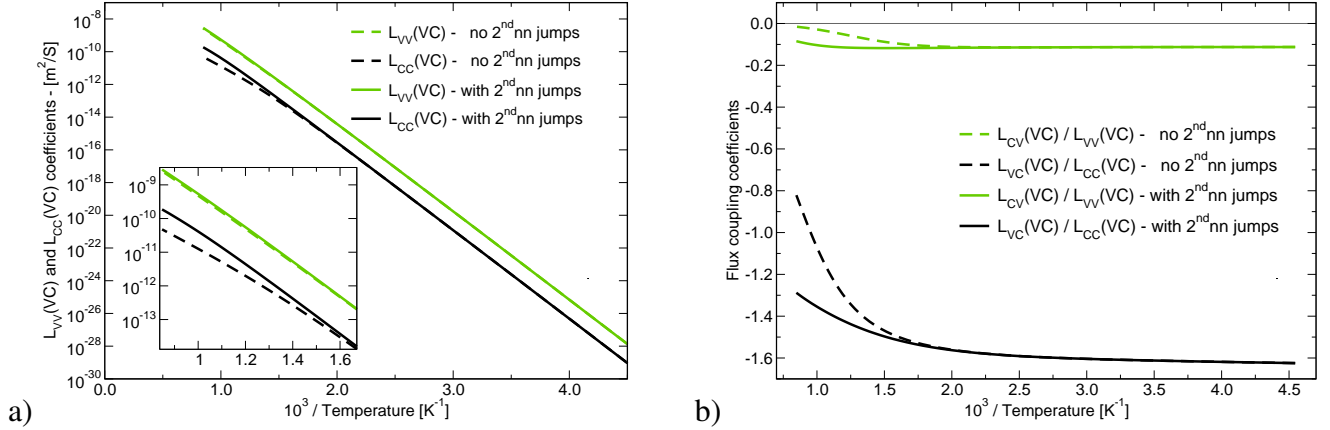 10^-8
10^-10
10^-12
10^-14
10^-16
10^-18
10^-20
10^-22
10^-24
10^-26
10^-28
10^-30
L_VV(VC) and L_CC(VC) coefficients - [m^2/S]
L_VV(VC) - no 2^nd nn jumps
L_CC(VC) - no 2^nd nn jumps
L_VV(VC) - with 2^nd nn jumps
L_CC(VC) - with 2^nd nn jumps
10^-9
10^-10
10^-11
10^-12
10^-13
1 1.2 1.4 1.6
0.0 1.0 2.0 3.0 4.0
10^3 / Temperature [K^-1]
a)
0.0
-0.2
-0.4
-0.6
-0.8
-1.0
-1.2
-1.4
-1.6
Flux coupling coefficients
L_CV(VC) / L_VV(VC) - no 2^nd nn jumps
L_VC(VC) / L_CC(VC) - no 2^nd nn jumps
L_CV(VC) / L_VV(VC) - with 2^nd nn jumps
L_VC(VC) / L_CC(VC) - with 2^nd nn jumps
1.0 1.5 2.0 2.5 3.0 3.5 4.0 4.5
10^3 / Temperature [K^-1]
b)